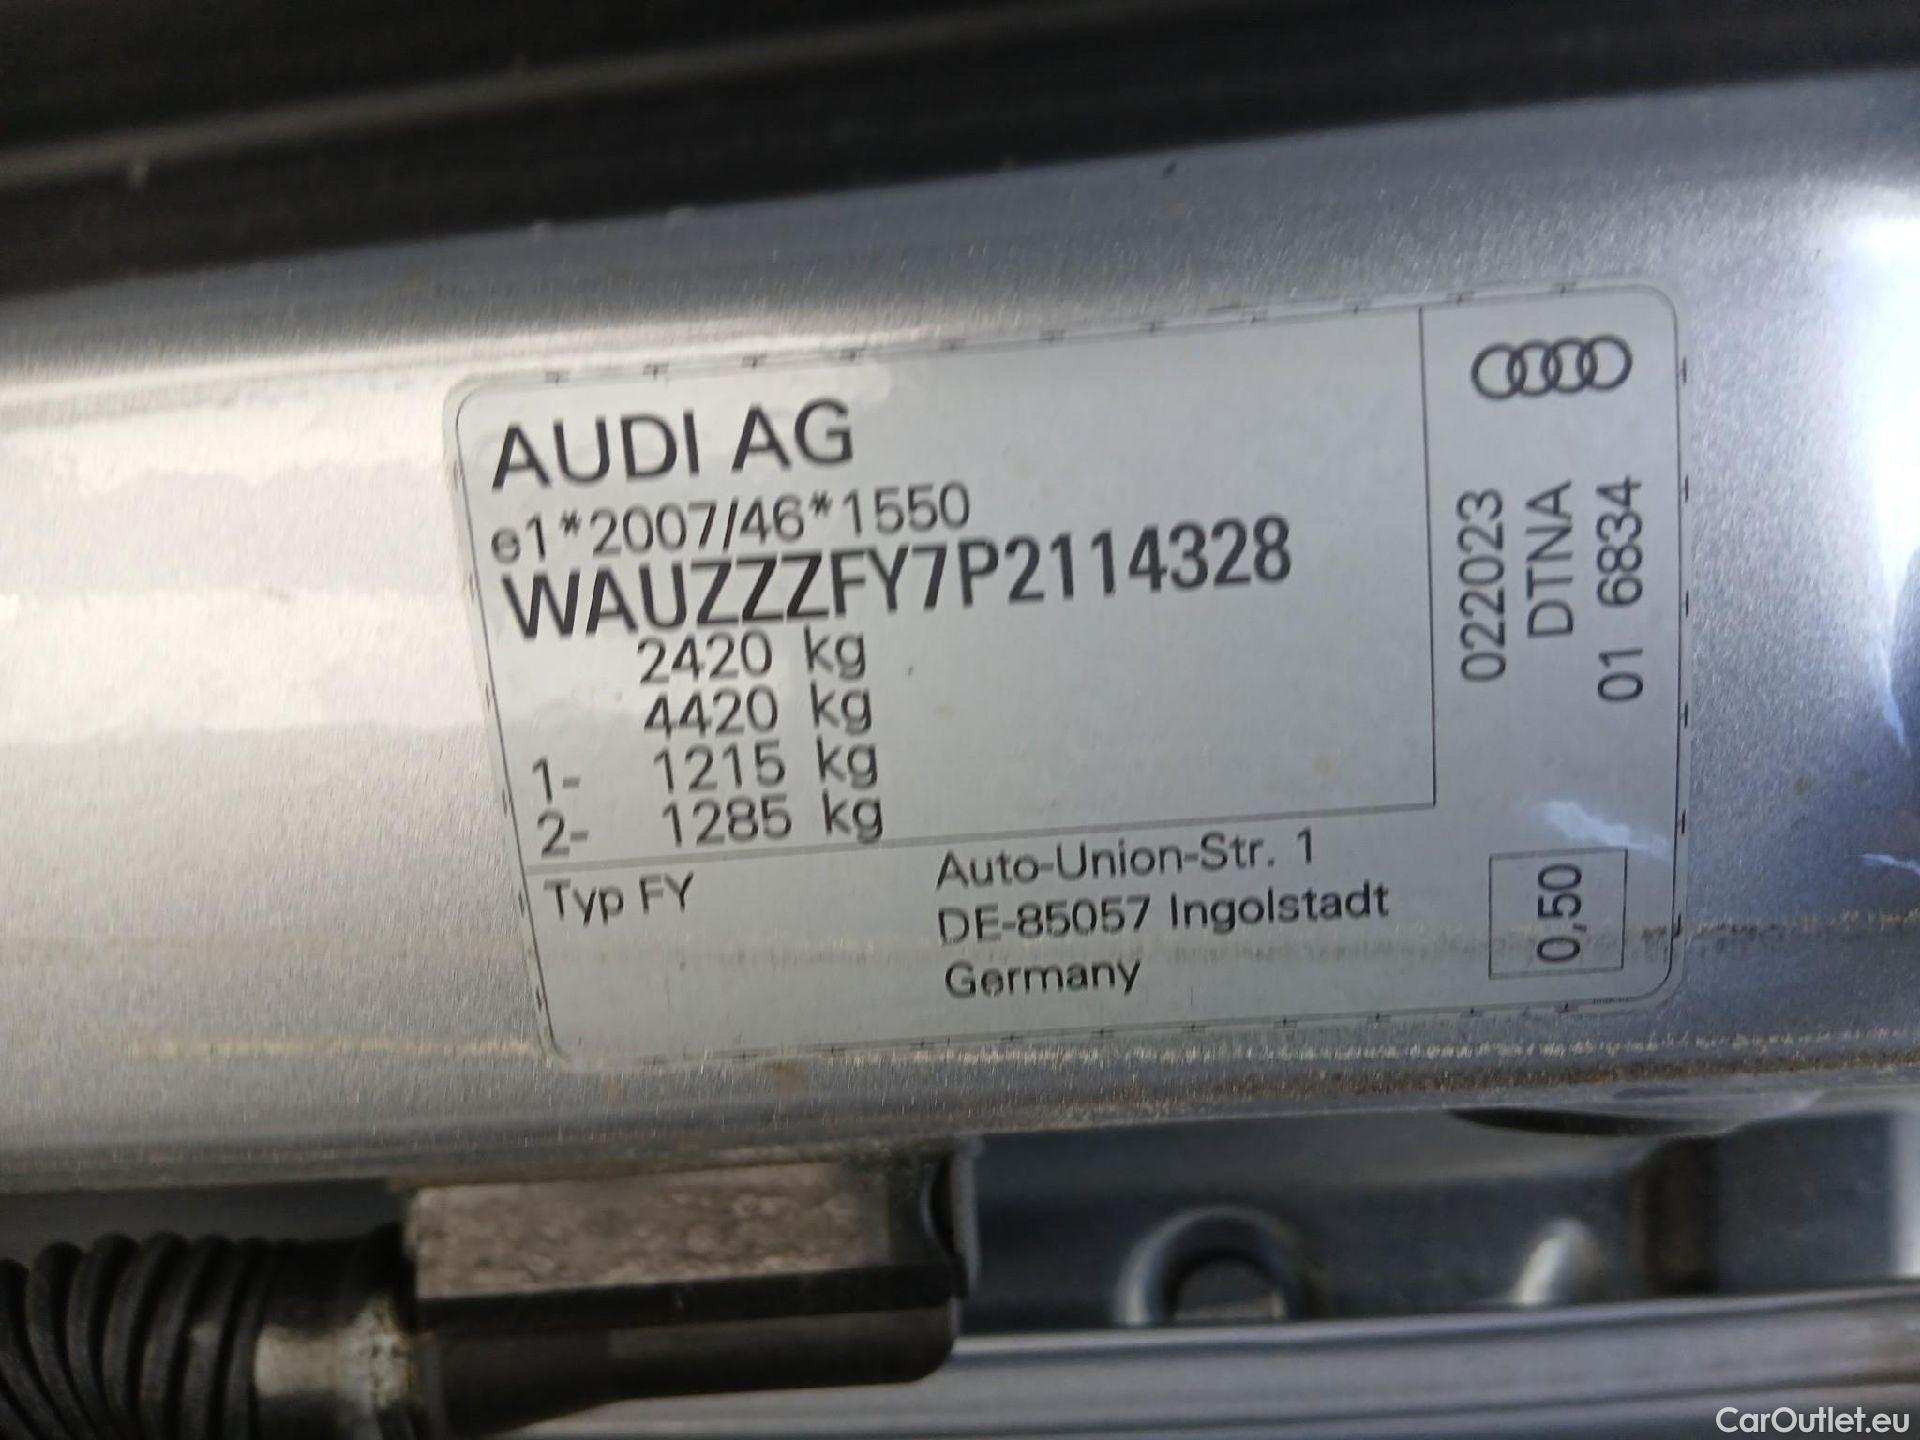 AUDI AG
e1*2007/46*1550
WAUZZZFY7P2114328
2420 kg
4420 kg
1- 1215 kg
2- 1285 kg
Typ FY
Auto-Union-Str. 1
DE-85057 Ingolstadt
Germany
022023
DTNA
01 6834
0,50
CarOutlet.eu